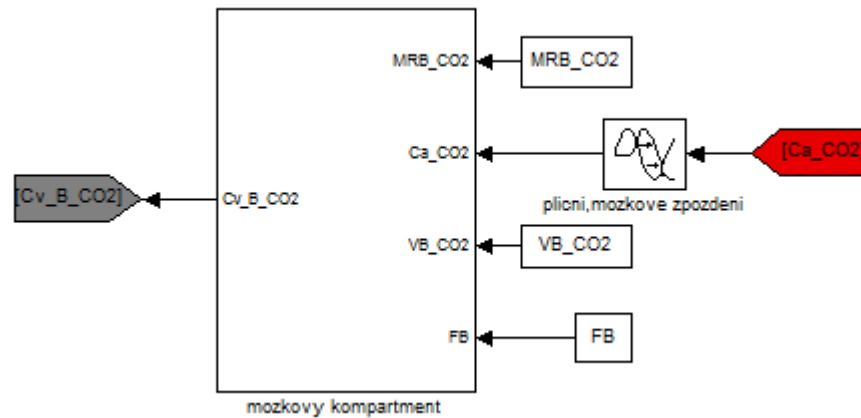 MRB_CO2 MRB_CO2
Ca_CO2 [Ca_CO2]
plicni,mozkove zpozdeni
[Cv_B_CO2] Cv_B_CO2
VB_CO2 VB_CO2
FB FB
mozkovy kompartment